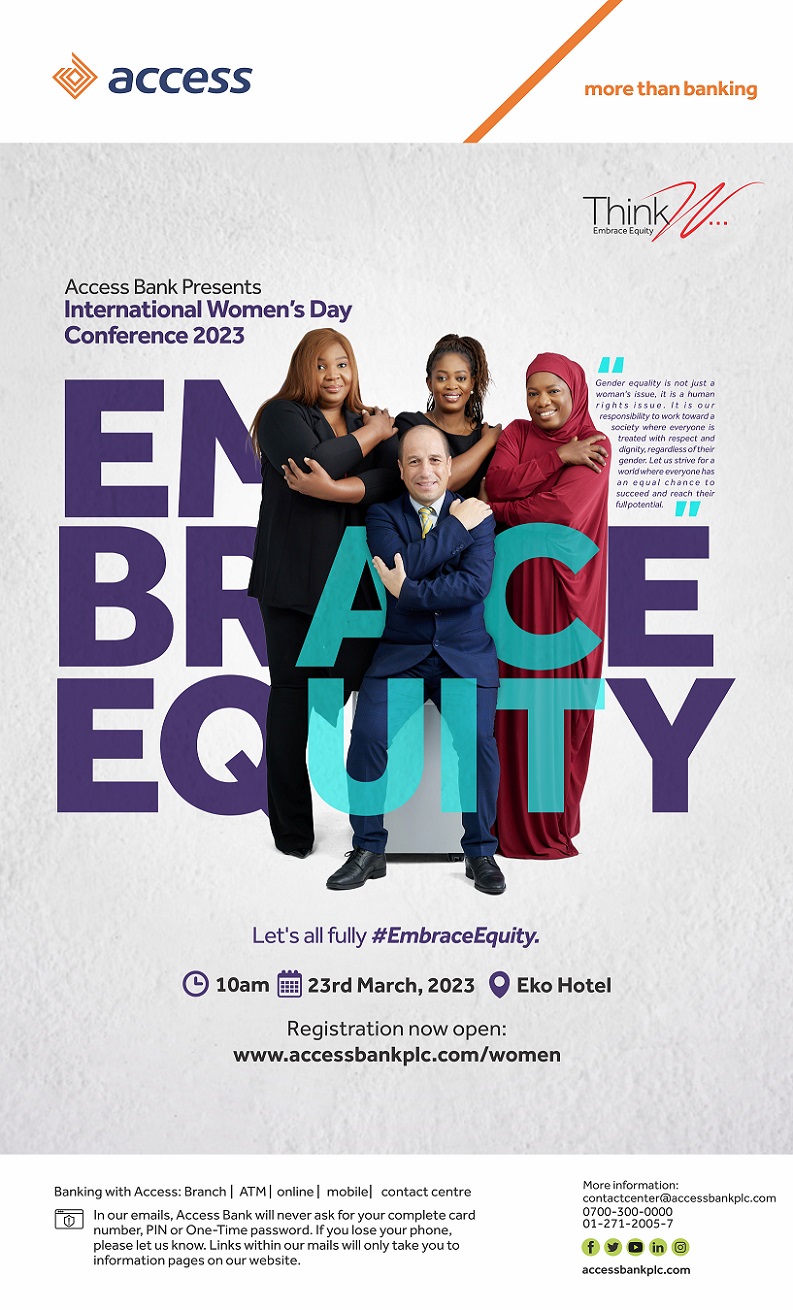 access
more than banking
Think W...
Embrace Equity
Access Bank Presents
International Women's Day
Conference 2023
EM
BRACE
EQUITY
"
Gender equality is not just a
woman's issue, it is a human
rights issue. It is our
responsibility to work toward a
society where everyone is
treated with respect and
dignity, regardless of their
gender. Let us strive for a
world where everyone has
an equal chance to
succeed and reach their
full potential. "
Let's all fully #EmbraceEquity.
10am 23rd March, 2023 Eko Hotel
Registration now open:
www.accessbankplc.com/women
Banking with Access: Branch | ATM | online | mobile| contact centre
In our emails, Access Bank will never ask for your complete card
number, PIN or One-Time password. If you lose your phone,
please let us know. Links within our mails will only take you to
information pages on our website.
More information:
contactcenter@accessbankplc.com
0700-300-0000
01-271-2005-7
accessbankplc.com